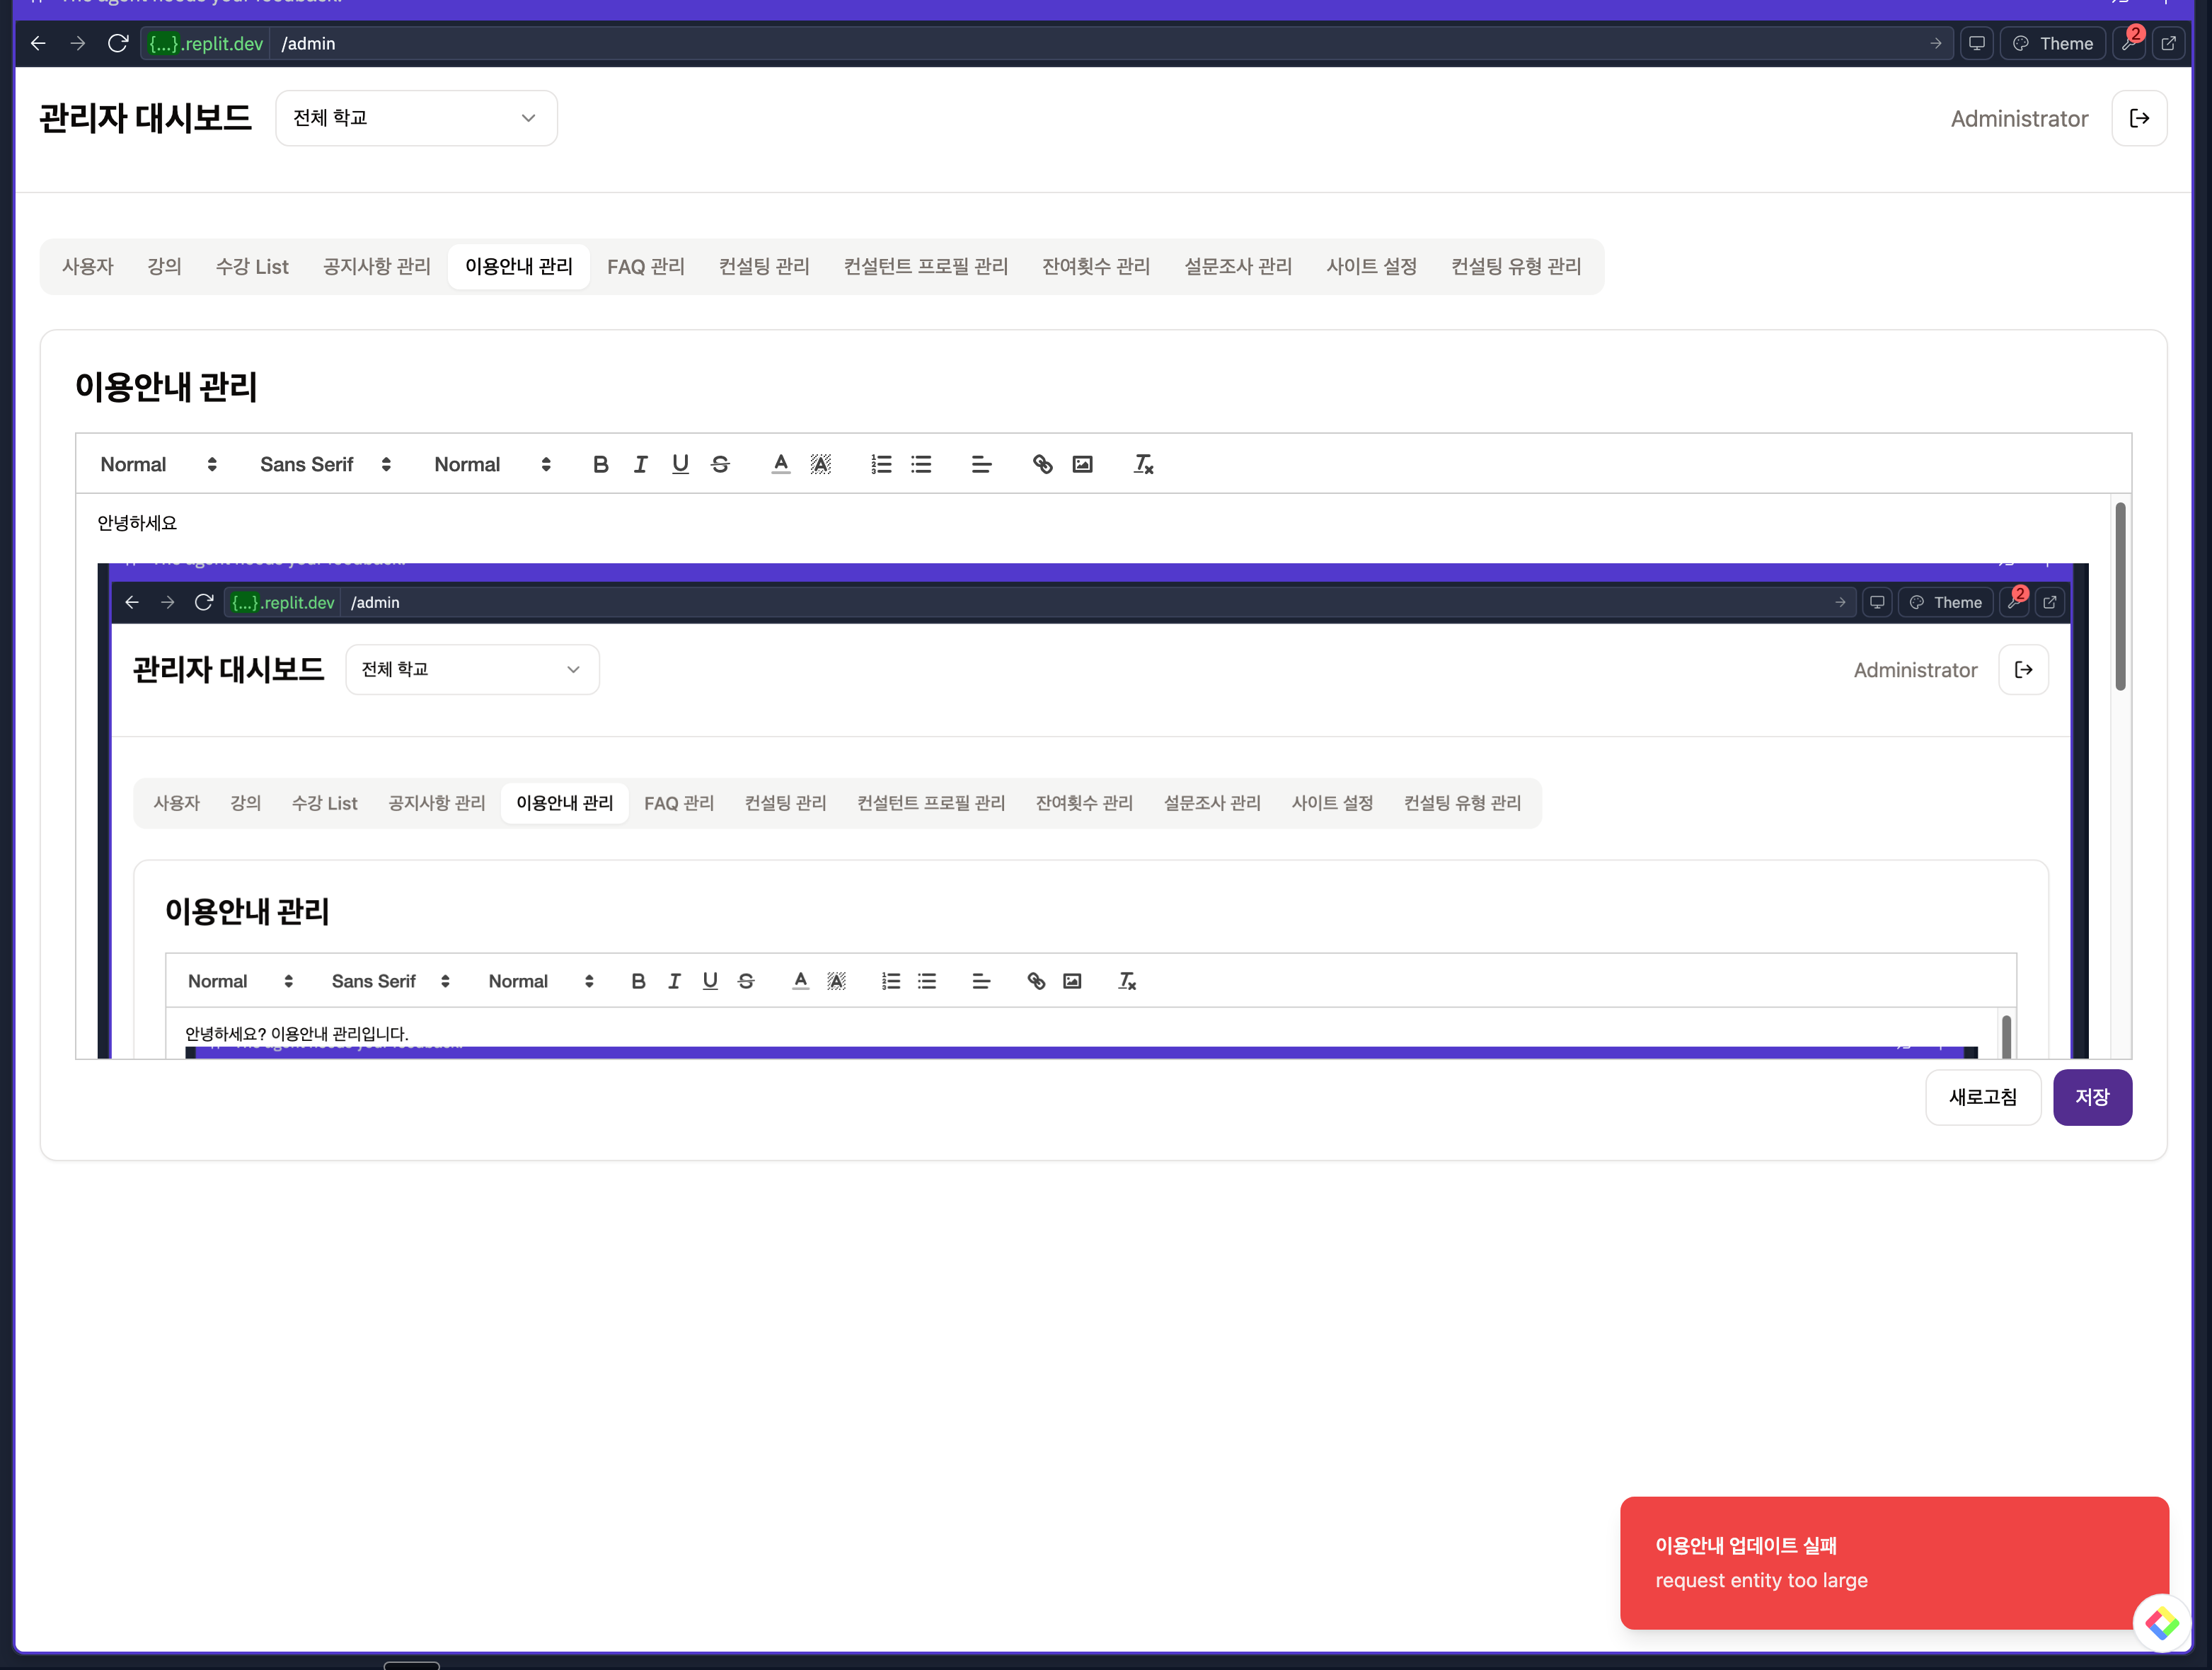 The agent needs your feedback.
{...}.replit.dev /admin Theme 2
관리자 대시보드 전체 학교 Administrator
사용자 강의 수강 List 공지사항 관리 이용안내 관리 FAQ 관리 컨설팅 관리 컨설턴트 프로필 관리 잔여횟수 관리 설문조사 관리 사이트 설정 컨설팅 유형 관리
이용안내 관리
Normal Sans Serif Normal B I U S A A
안녕하세요
The agent needs your feedback.
{...}.replit.dev /admin Theme 2
관리자 대시보드 전체 학교 Administrator
사용자 강의 수강 List 공지사항 관리 이용안내 관리 FAQ 관리 컨설팅 관리 컨설턴트 프로필 관리 잔여횟수 관리 설문조사 관리 사이트 설정 컨설팅 유형 관리
이용안내 관리
Normal Sans Serif Normal B I U S A A
안녕하세요? 이용안내 관리입니다.
새로고침 저장
이용안내 업데이트 실패
request entity too large